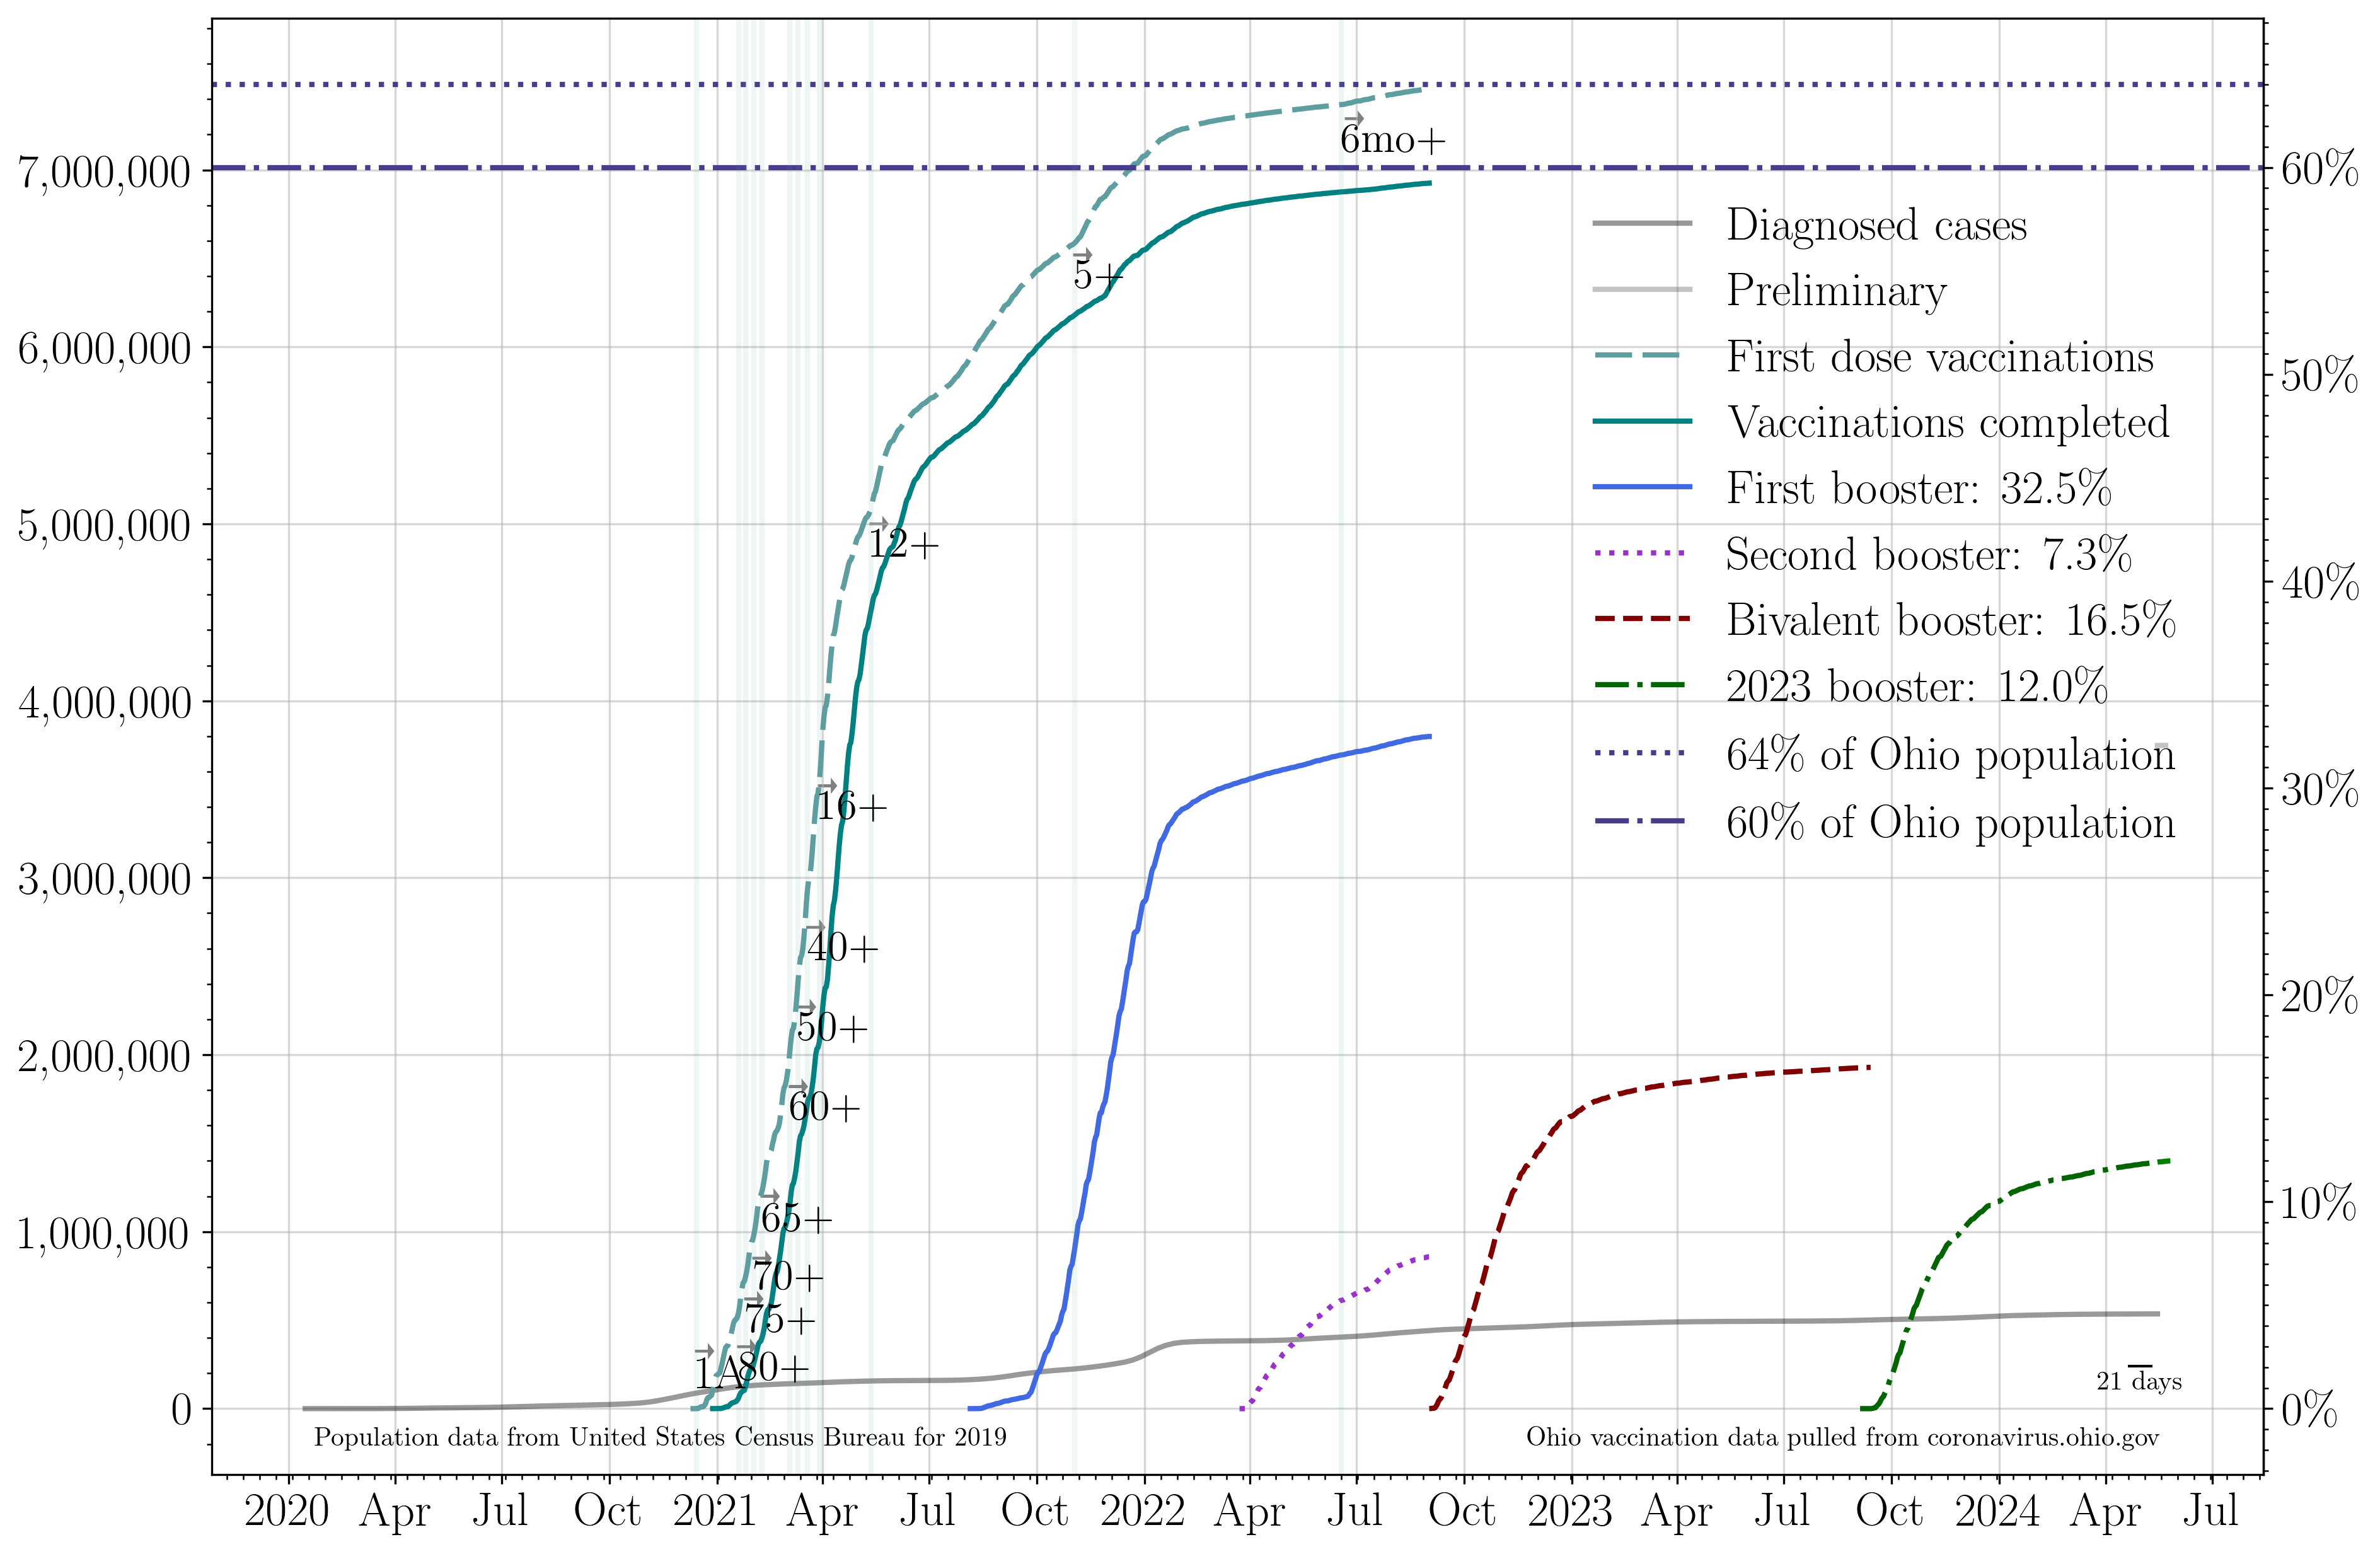 7,000,000
6,000,000
5,000,000
4,000,000
3,000,000
2,000,000
1,000,000
0
60%
50%
40%
30%
20%
10%
0%
6mo+
5+
12+
16+
40+
50+
60+
65+
70+
75+
80+
1A
Diagnosed cases
Preliminary
First dose vaccinations
Vaccinations completed
First booster: 32.5%
Second booster: 7.3%
Bivalent booster: 16.5%
2023 booster: 12.0%
64% of Ohio population
60% of Ohio population
21 days
Population data from United States Census Bureau for 2019
Ohio vaccination data pulled from coronavirus.ohio.gov
2020 Apr Jul Oct 2021 Apr Jul Oct 2022 Apr Jul Oct 2023 Apr Jul Oct 2024 Apr Jul